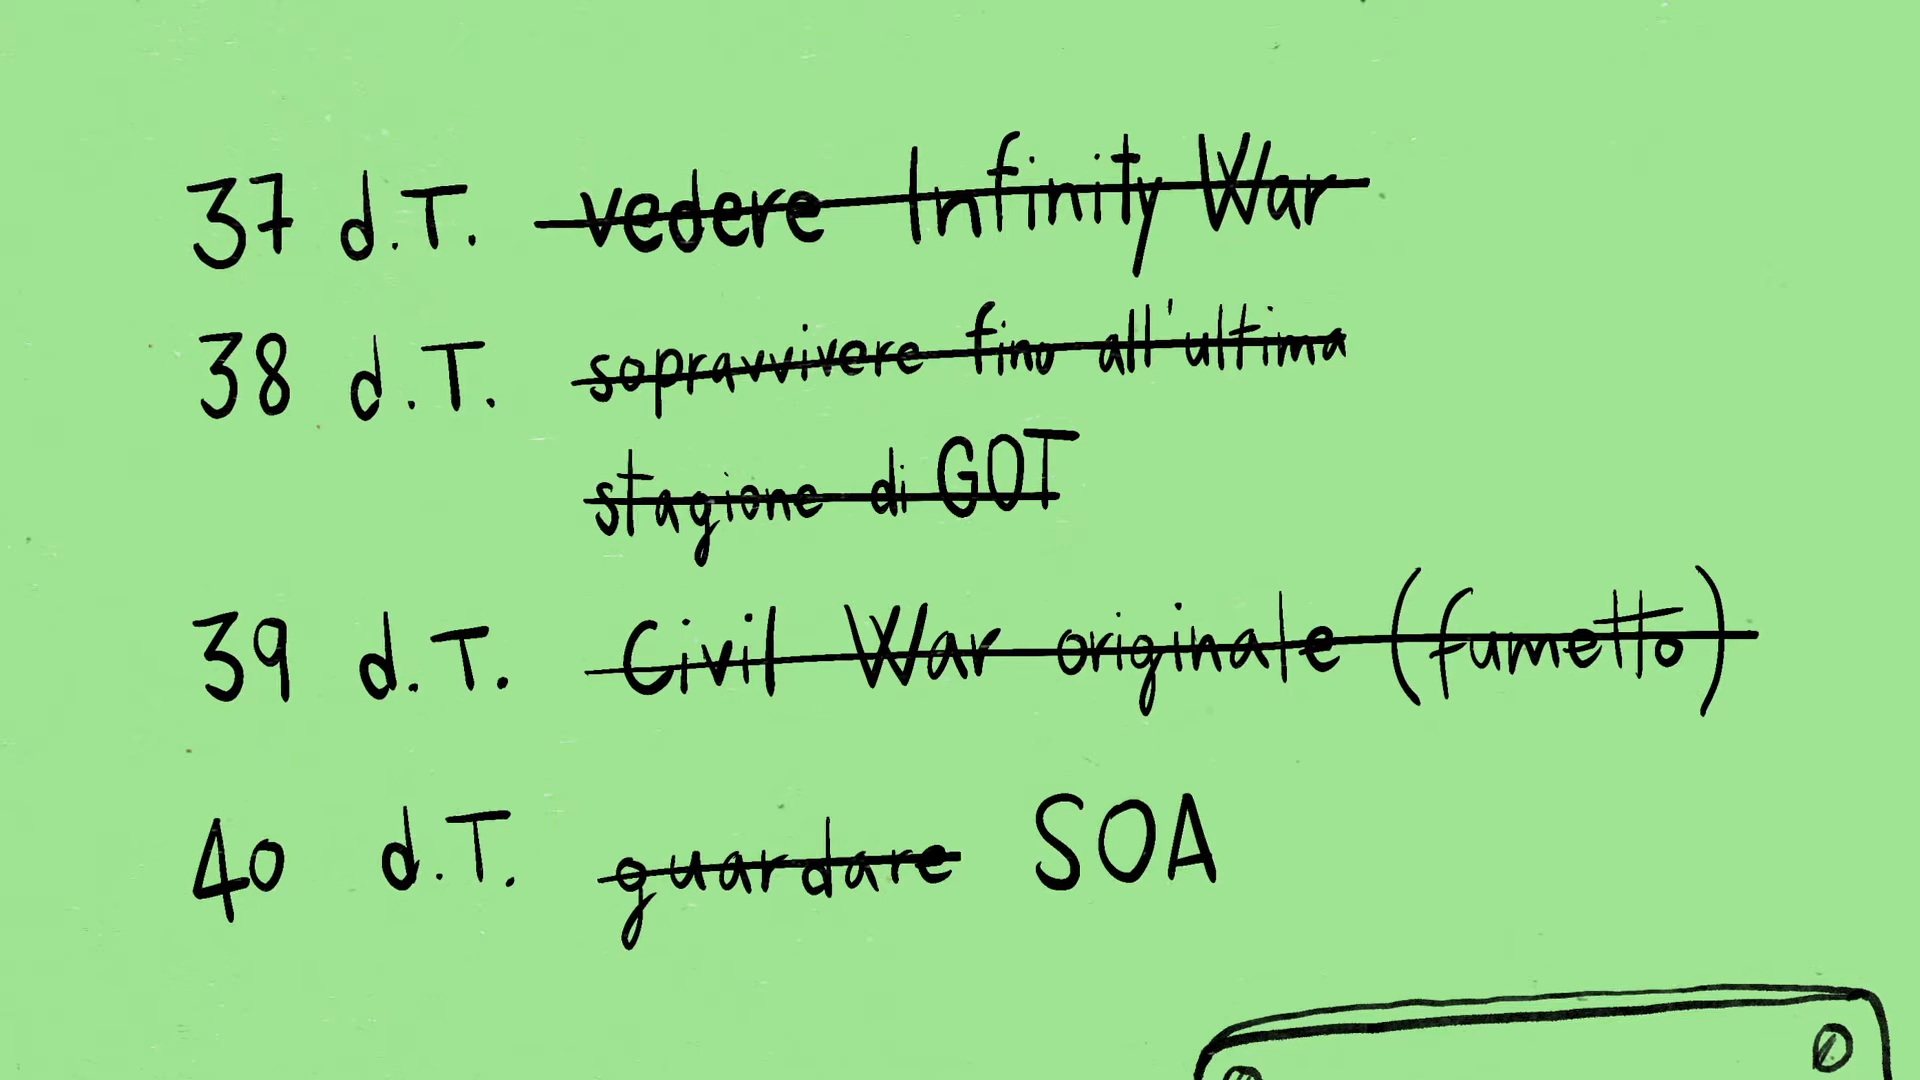 37 d.T. vedere Infinity War
38 d.T. sopravvivere fino all'ultima
stagione di GOT
39 d.T. Civil War originale (fumetto)
40 d.T. guardare SOA